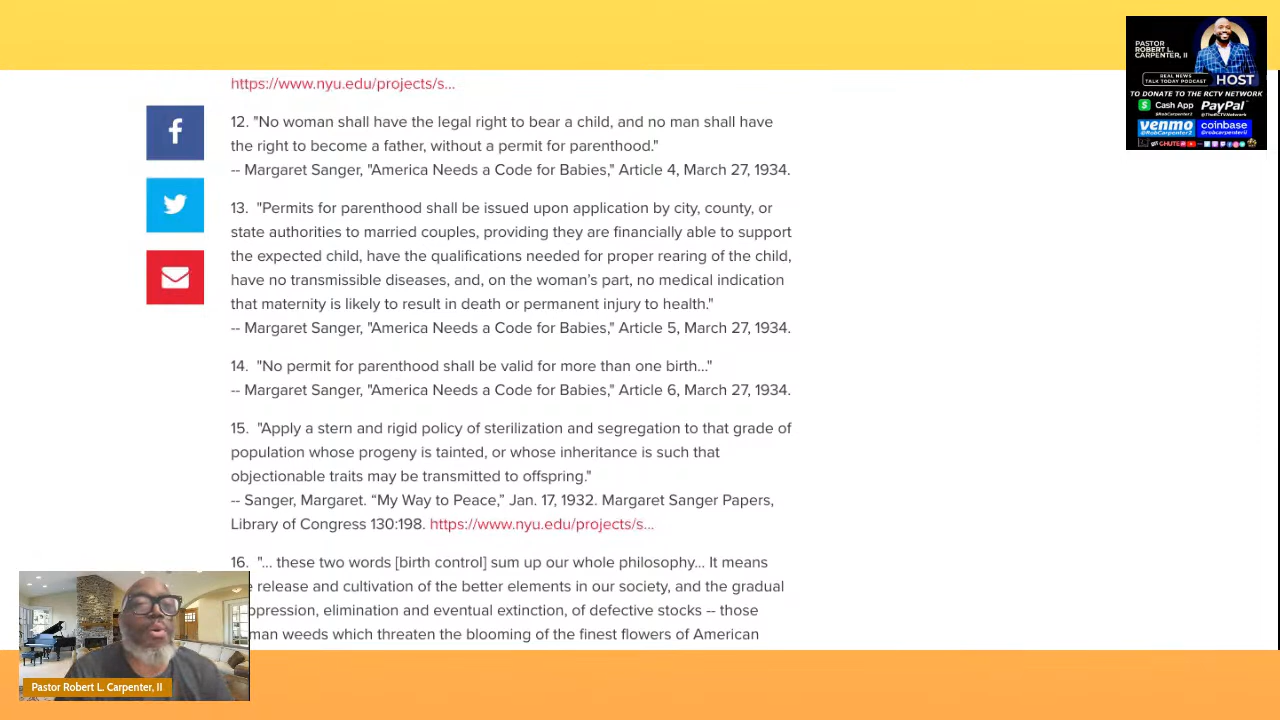 https://www.nyu.edu/projects/s...
12. "No woman shall have the legal right to bear a child, and no man shall have
the right to become a father, without a permit for parenthood."
-- Margaret Sanger, "America Needs a Code for Babies," Article 4, March 27, 1934.
13. "Permits for parenthood shall be issued upon application by city, county, or
state authorities to married couples, providing they are financially able to support
the expected child, have the qualifications needed for proper rearing of the child,
have no transmissible diseases, and, on the woman's part, no medical indication
that maternity is likely to result in death or permanent injury to health."
-- Margaret Sanger, "America Needs a Code for Babies," Article 5, March 27, 1934.
14. "No permit for parenthood shall be valid for more than one birth..."
-- Margaret Sanger, "America Needs a Code for Babies," Article 6, March 27, 1934.
15. "Apply a stern and rigid policy of sterilization and segregation to that grade of
population whose progeny is tainted, or whose inheritance is such that
objectionable traits may be transmitted to offspring."
-- Sanger, Margaret. “My Way to Peace,” Jan. 17, 1932. Margaret Sanger Papers,
Library of Congress 130:198. https://www.nyu.edu/projects/s...
16. "... these two words [birth control] sum up our whole philosophy... It means
release and cultivation of the better elements in our society, and the gradual
ppression, elimination and eventual extinction, of defective stocks -- those
man weeds which threaten the blooming of the finest flowers of American
PASTOR
ROBERT L.
CARPENTER, II
REAL NEWS
TALK TODAY PODCAST
HOST
TO DONATE TO THE RCTV NETWORK
$ Cash App
@RobCarpenter2
PayPal
@TheRCTVNetwork
venmo
@RobCarpenter2
coinbase
@robcarpenterii
Pastor Robert L. Carpenter, II